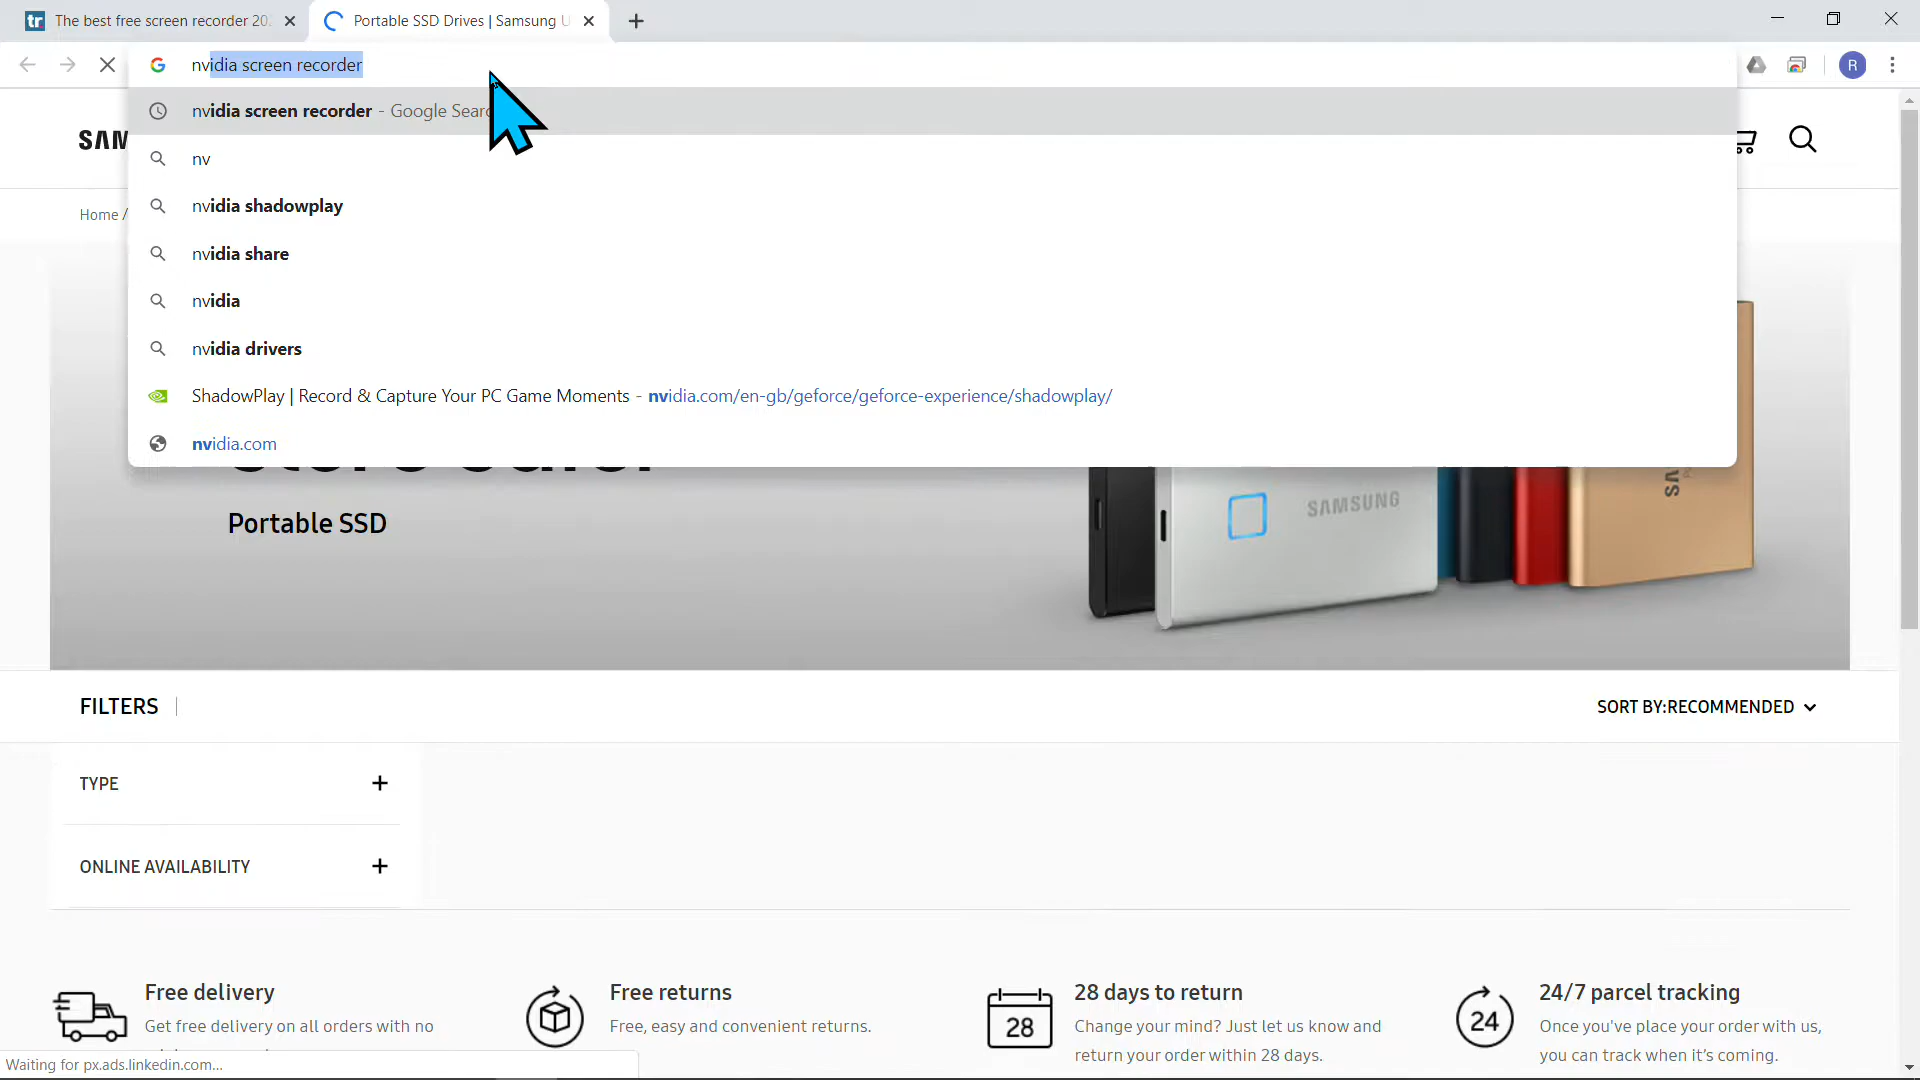 tr The best free screen recorder 20
Portable SSD Drives | Samsung U
nvidia screen recorder
R
nvidia screen recorder - Google Searc
nv
nvidia shadowplay
nvidia share
nvidia
nvidia drivers
ShadowPlay | Record & Capture Your PC Game Moments - nvidia.com/en-gb/geforce/geforce-experience/shadowplay/
nvidia.com
SAM
Home /
Portable SSD
SAMSUNG
FILTERS
SORT BY:RECOMMENDED
TYPE
ONLINE AVAILABILITY
Free delivery
Get free delivery on all orders with no
Free returns
Free, easy and convenient returns.
28
28 days to return
Change your mind? Just let us know and
return your order within 28 days.
24
24/7 parcel tracking
Once you've place your order with us,
you can track when it's coming.
Waiting for px.ads.linkedin.com...